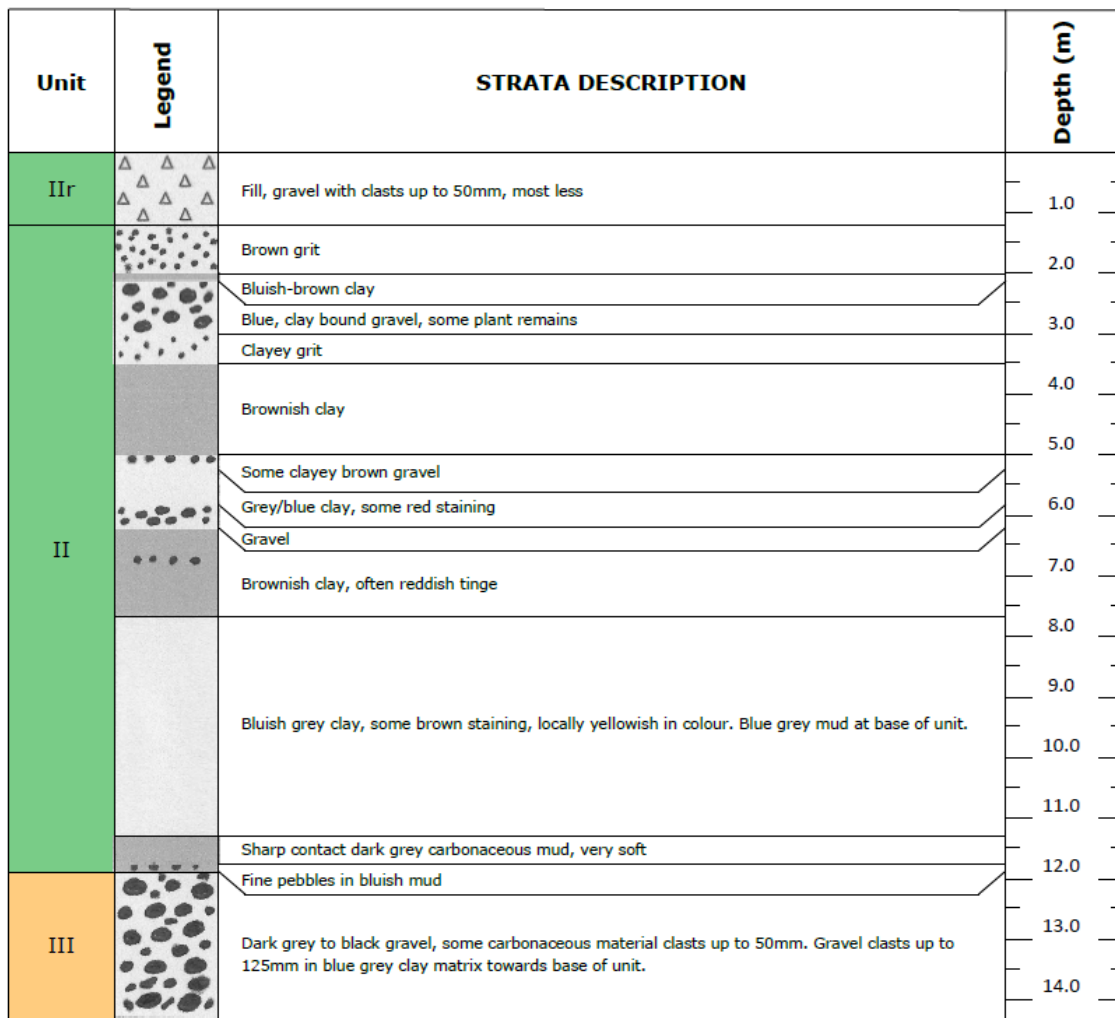 Unit
Legend
STRATA DESCRIPTION
Depth (m)
IIr
Fill, gravel with clasts up to 50mm, most less
1.0
II
Brown grit
2.0
Bluish-brown clay
Blue, clay bound gravel, some plant remains
3.0
Clayey grit
4.0
Brownish clay
5.0
Some clayey brown gravel
Grey/blue clay, some red staining
6.0
Gravel
7.0
Brownish clay, often reddish tinge
8.0
9.0
Bluish grey clay, some brown staining, locally yellowish in colour. Blue grey mud at base of unit.
10.0
11.0
Sharp contact dark grey carbonaceous mud, very soft
12.0
Fine pebbles in bluish mud
III
13.0
Dark grey to black gravel, some carbonaceous material clasts up to 50mm. Gravel clasts up to
125mm in blue grey clay matrix towards base of unit.
14.0